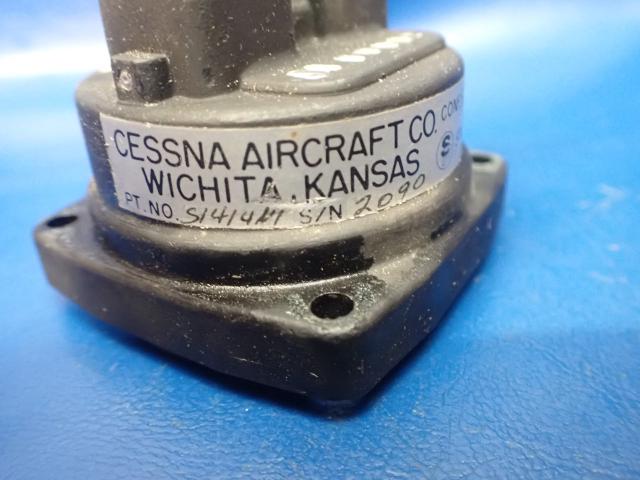 CESSNA AIRCRAFT CO.
WICHITA, KANSAS
PT. NO. S/N 2090
S